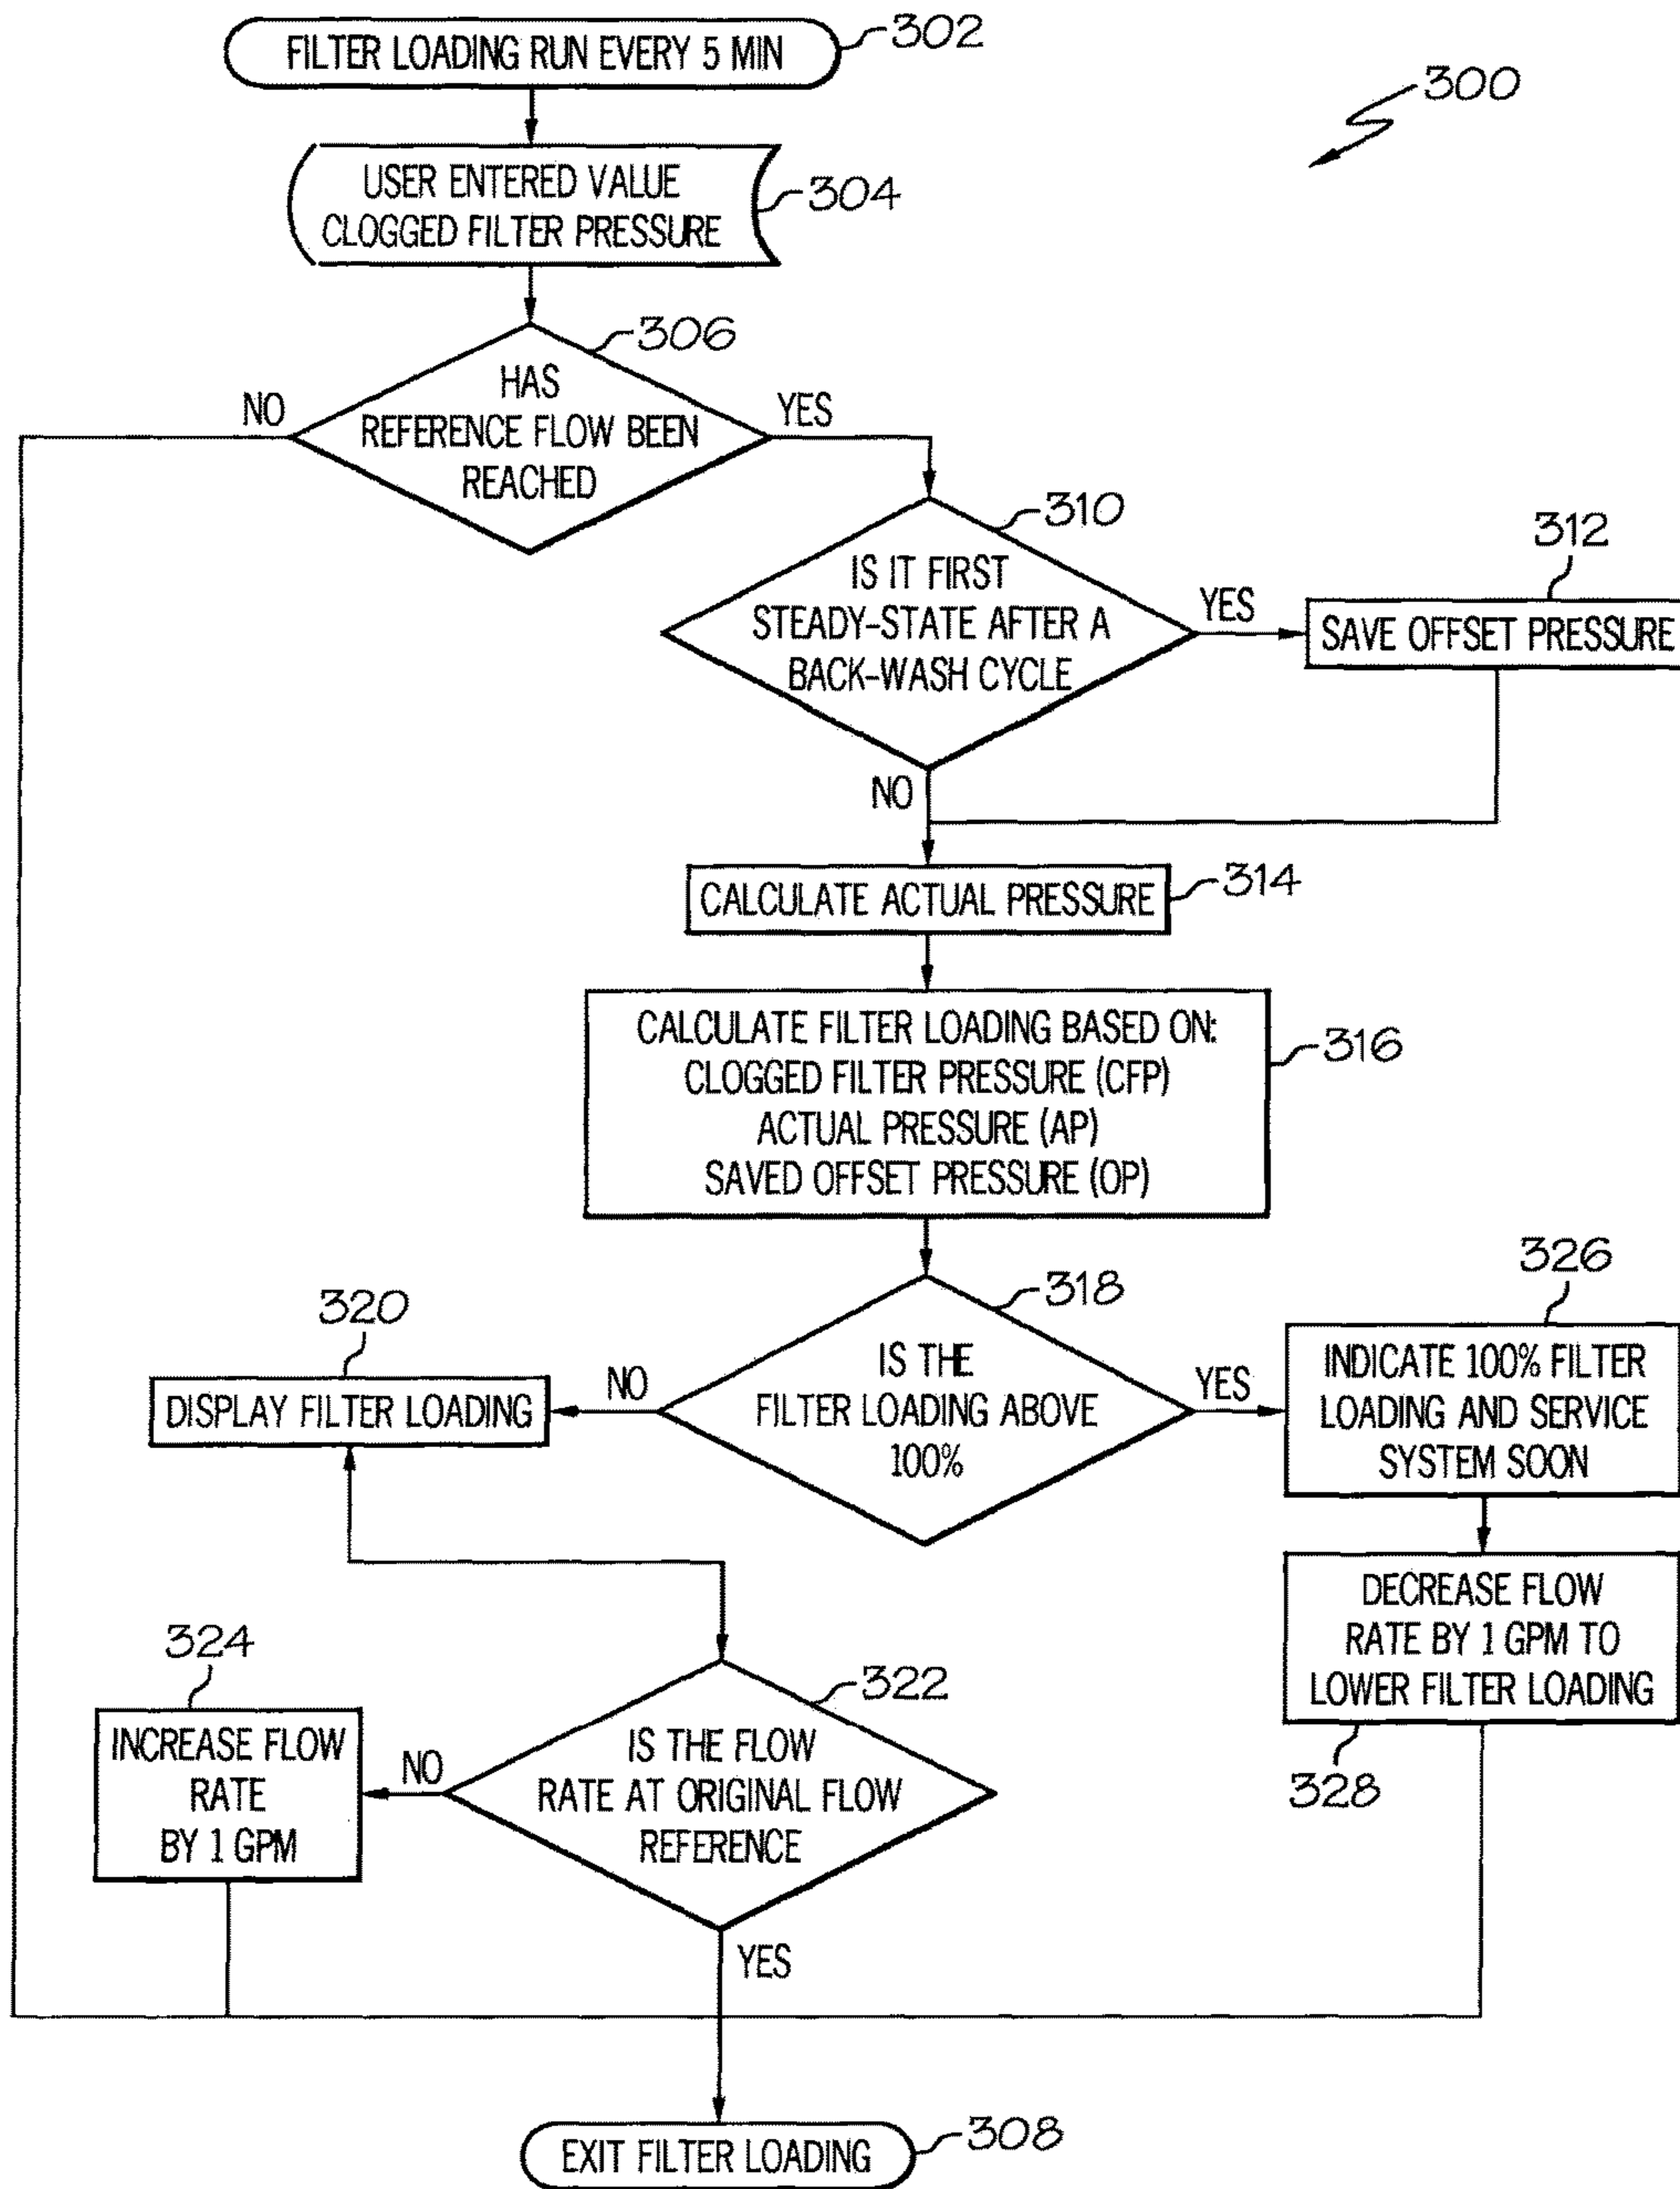 FILTER LOADING RUN EVERY 5 MIN
302
300
USER ENTERED VALUE
CLOGGED FILTER PRESSURE
304
306
HAS
REFERENCE FLOW BEEN
REACHED
NO
YES
310
IS IT FIRST
STEADY-STATE AFTER A
BACK-WASH CYCLE
YES
NO
312
SAVE OFFSET PRESSURE
CALCULATE ACTUAL PRESSURE
314
CALCULATE FILTER LOADING BASED ON:
CLOGGED FILTER PRESSURE (CFP)
ACTUAL PRESSURE (AP)
SAVED OFFSET PRESSURE (OP)
316
318
IS THE
FILTER LOADING ABOVE
100%
NO
YES
320
DISPLAY FILTER LOADING
326
INDICATE 100% FILTER
LOADING AND SERVICE
SYSTEM SOON
DECREASE FLOW
RATE BY 1 GPM TO
LOWER FILTER LOADING
328
322
IS THE FLOW
RATE AT ORIGINAL FLOW
REFERENCE
NO
YES
324
INCREASE FLOW
RATE
BY 1 GPM
EXIT FILTER LOADING
308